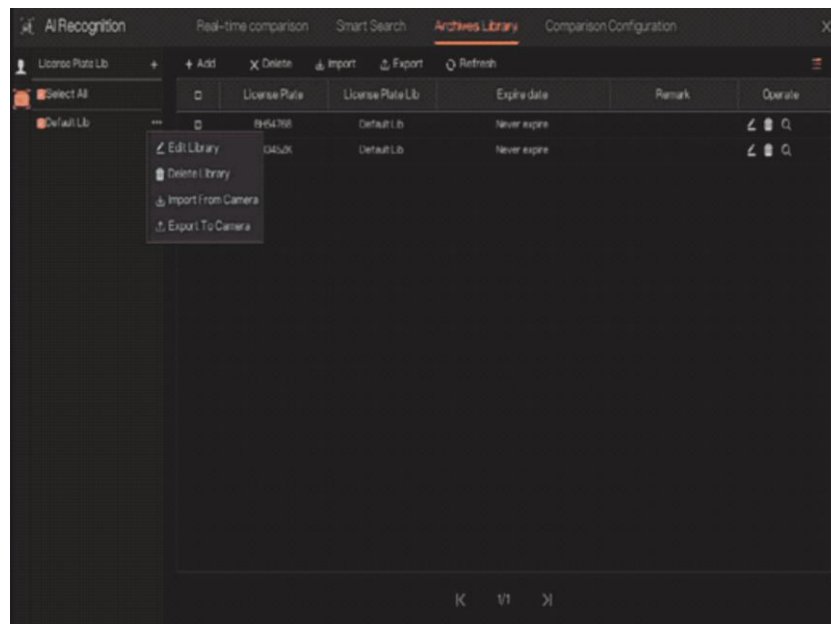 AI Recognition
Real-time comparison
Smart Search
Archives Library
Comparison Configuration
License Plate Lib +
+ Add
Delete
Import
Export
Refresh
Select All
License Plate
License Plate Lib
Expire date
Remark
Operate
Default Lib ...
Default Lib
Never expire
Edit Library
Default Lib
Never expire
Delete Library
Import From Camera
Export To Camera
1/1